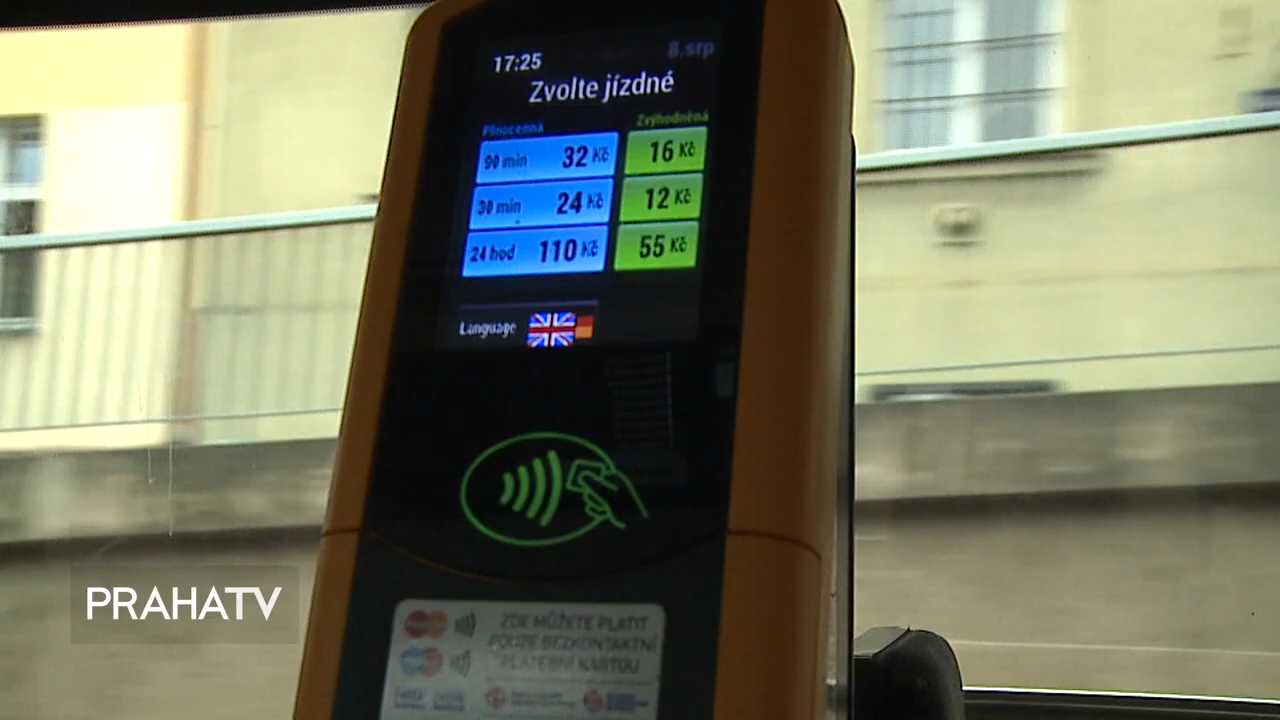 17:25
8.srp
Zvolte jízdné
Plnocenná
Zvýhodněná
90 min 32 Kč
16 Kč
30 min 24 Kč
12 Kč
24 hod 110 Kč
55 Kč
Language
ZDE MŮŽETE PLATIT
POUZE BEZKONTAKTNÍ
PLATEBNÍ KARTOU
PRAHATV